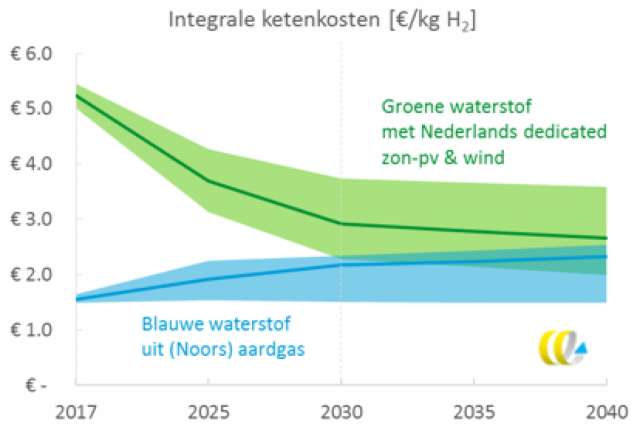 Integrale ketenkosten [€/kg H₂]
€ 6.0
€ 5.0
€ 4.0
€ 3.0
€ 2.0
€ 1.0
€ -
Groene waterstof
met Nederlands dedicated
zon-pv & wind
Blauwe waterstof
uit (Noors) aardgas
2017 2025 2030 2035 2040